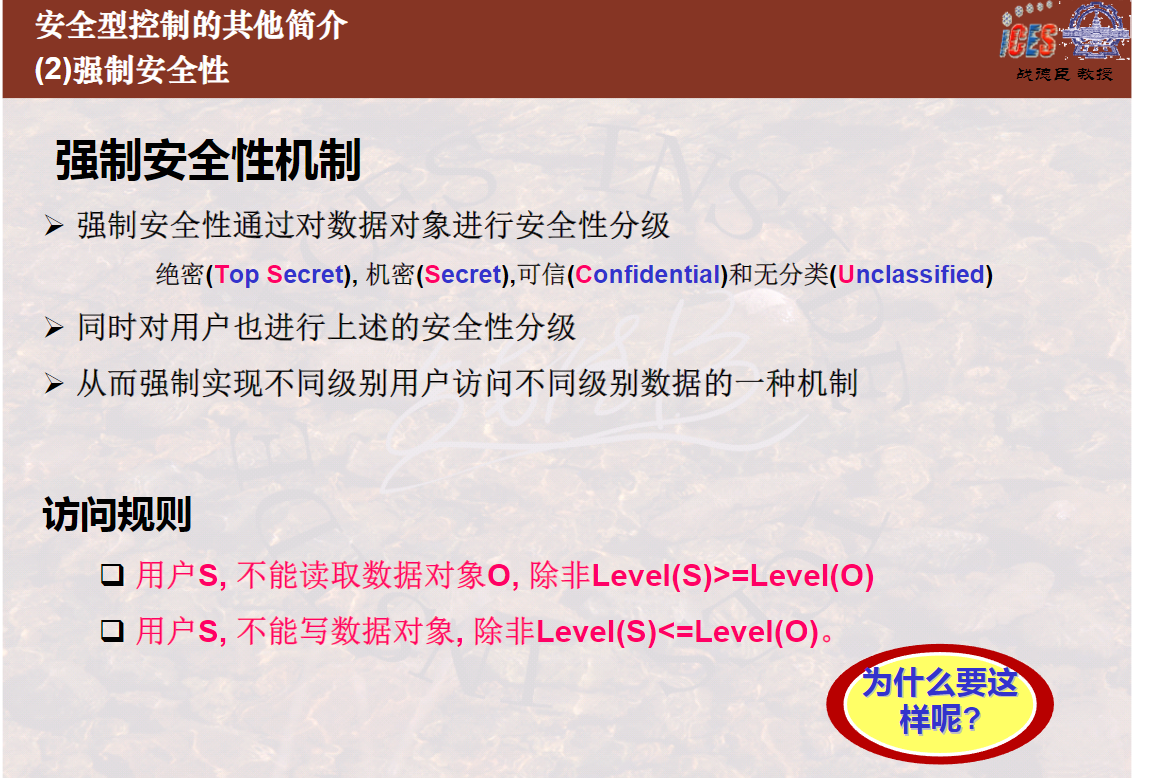 安全型控制的其他简介
(2)强制安全性
iCES
战德臣 教授
强制安全性机制
强制安全性通过对数据对象进行安全性分级
绝密(Top Secret), 机密(Secret),可信(Confidential)和无分类(Unclassified)
同时对用户也进行上述的安全性分级
从而强制实现不同级别用户访问不同级别数据的一种机制
访问规则
用户S, 不能读取数据对象O, 除非Level(S)>=Level(O)
用户S, 不能写数据对象, 除非Level(S)<=Level(O)。
为什么要这
样呢?